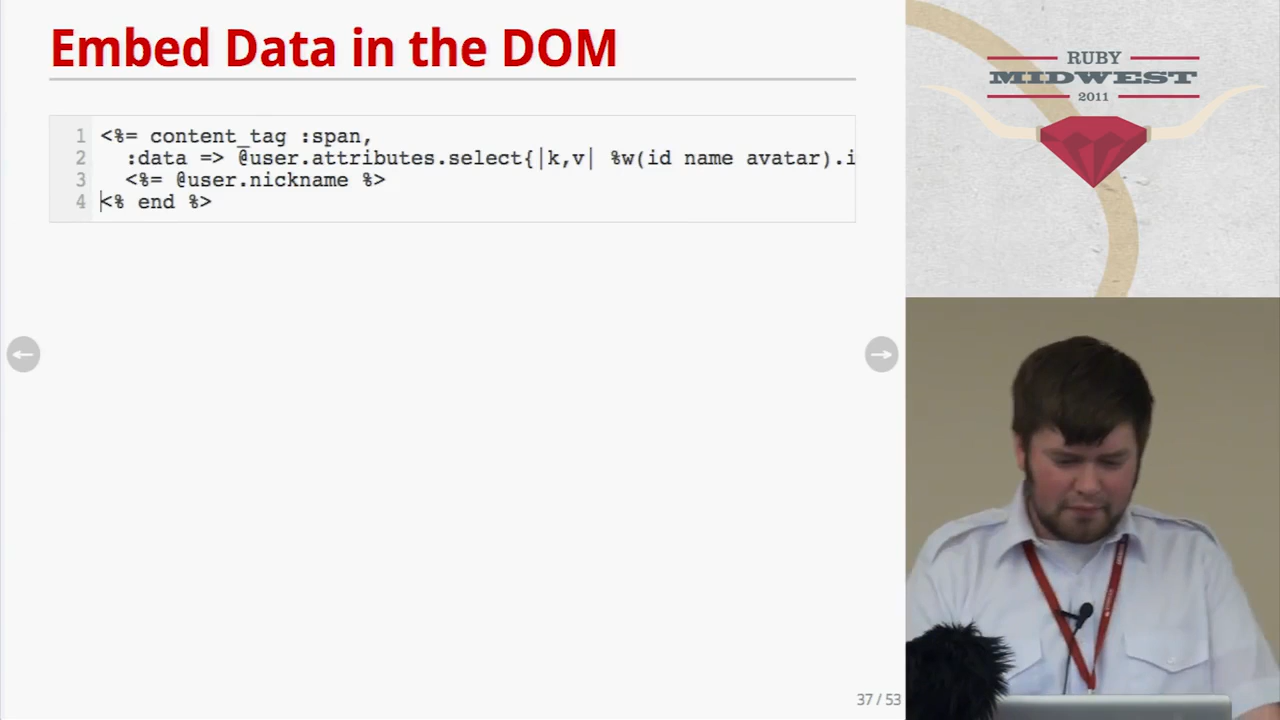 Embed Data in the DOM
1 <%= content_tag :span,
2 :data => @user.attributes.select{|k,v| %w(id name avatar).i
3 <%= @user.nickname %>
4 <% end %>
37 / 53
RUBY
MIDWEST
2011